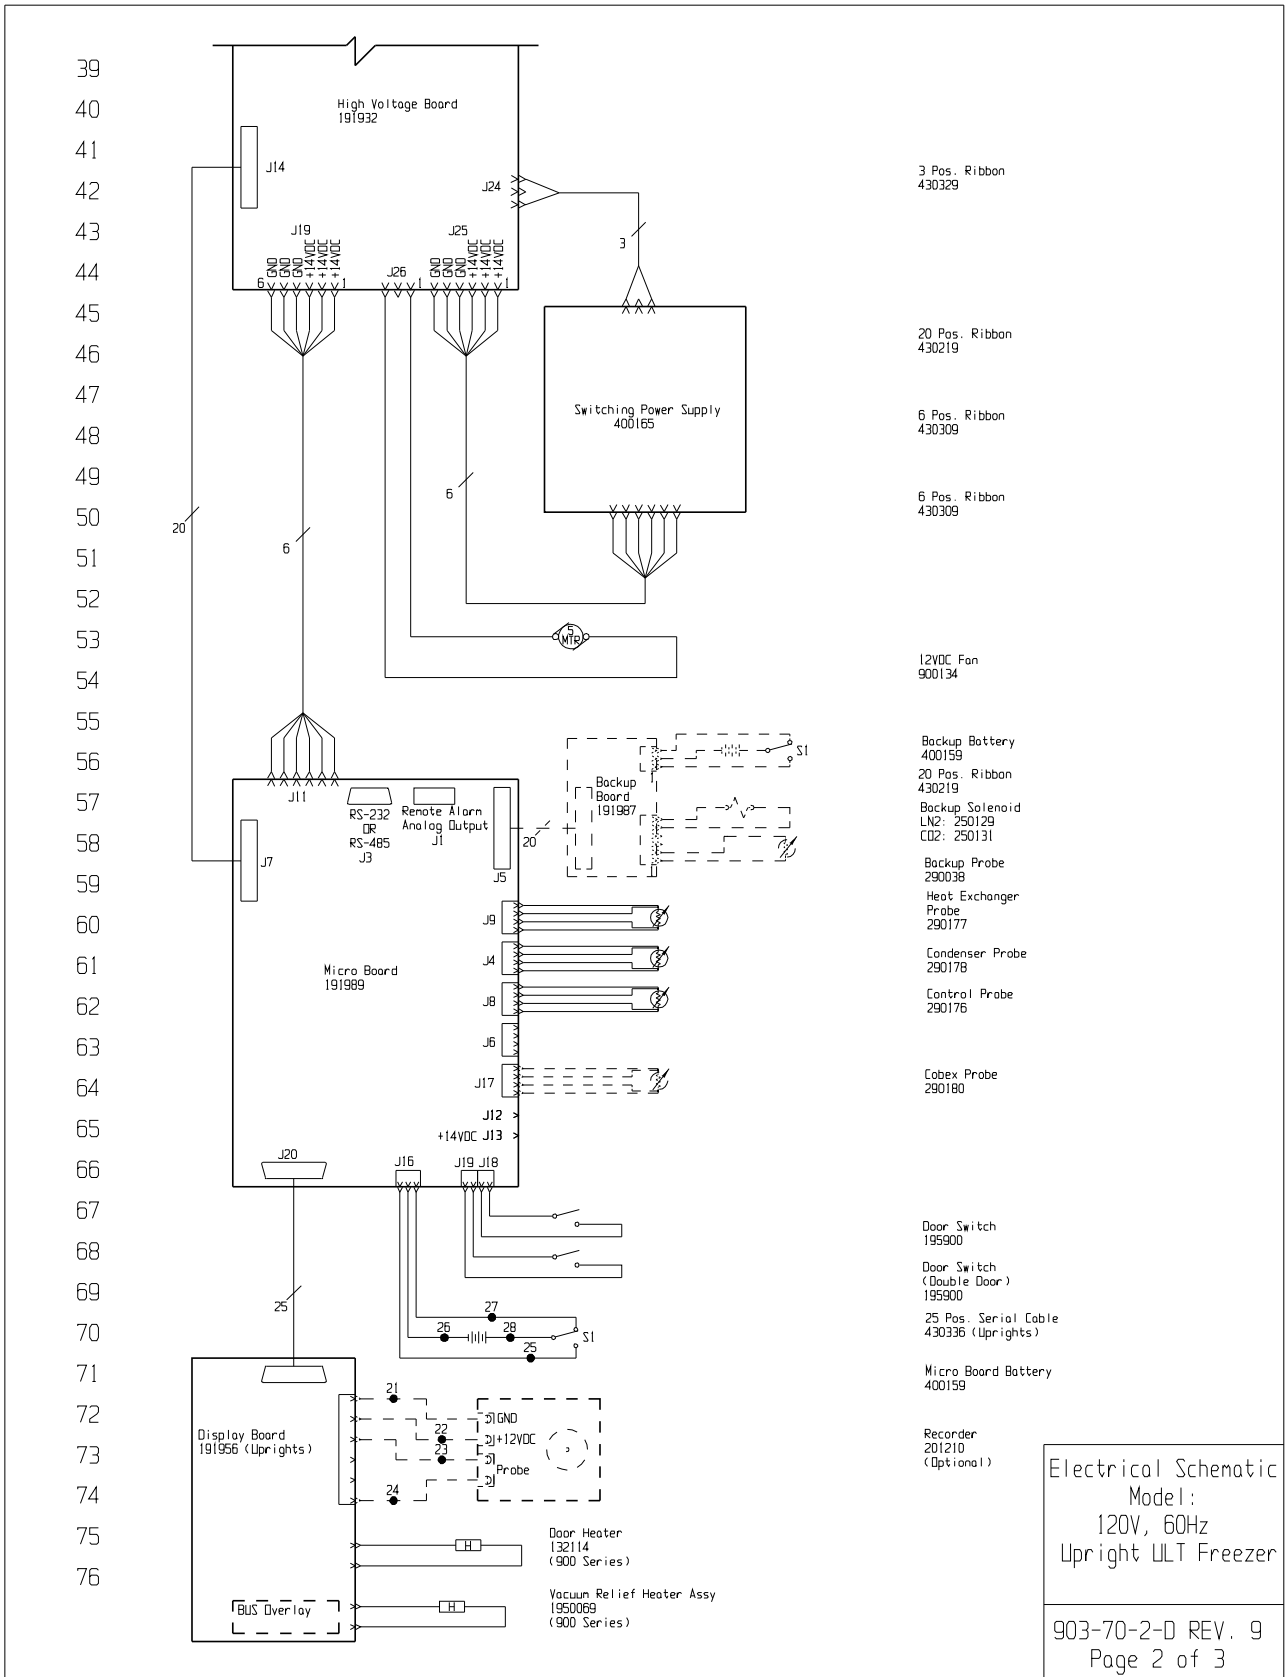 39
40
41
42
43
44
45
46
47
48
49
50
51
52
53
54
55
56
57
58
59
60
61
62
63
64
65
66
67
68
69
70
71
72
73
74
75
76
High Voltage Board
191932
J14
J24
J19
J25
J26
GND
GND
GND
+14VDC
+14VDC
+14VDC
6
1
1
GND
GND
GND
+14VDC
+14VDC
+14VDC
1
3
Switching Power Supply
400165
20
6
6
5
MTR
J11
RS-232
OR
RS-485
J3
Remote Alarm
Analog Output
J1
J5
J7
20
Backup
Board
191987
1
S1
Micro Board
191989
J9
J4
J8
J6
J17
J12
+14VDC J13
J20
J16
J19 J18
25
27
26
28
S1
25
Display Board
191956 (Uprights)
21
22
23
24
GND
+12VDC
Probe
BUS Overlay
H
H
Door Heater
132114
(900 Series)
Vacuum Relief Heater Assy
1950069
(900 Series)
3 Pos. Ribbon
430329
20 Pos. Ribbon
430219
6 Pos. Ribbon
430309
6 Pos. Ribbon
430309
12VDC Fan
900134
Backup Battery
400159
20 Pos. Ribbon
430219
Backup Solenoid
LN2: 250129
CO2: 250131
Backup Probe
290038
Heat Exchanger
Probe
290177
Condenser Probe
290178
Control Probe
290176
Cobex Probe
290180
Door Switch
195900
Door Switch
(Double Door)
195900
25 Pos. Serial Cable
430336 (Uprights)
Micro Board Battery
400159
Recorder
201210
(Optional)
Electrical Schematic
Model:
120V, 60Hz
Upright ULT Freezer
903-70-2-D REV. 9
Page 2 of 3